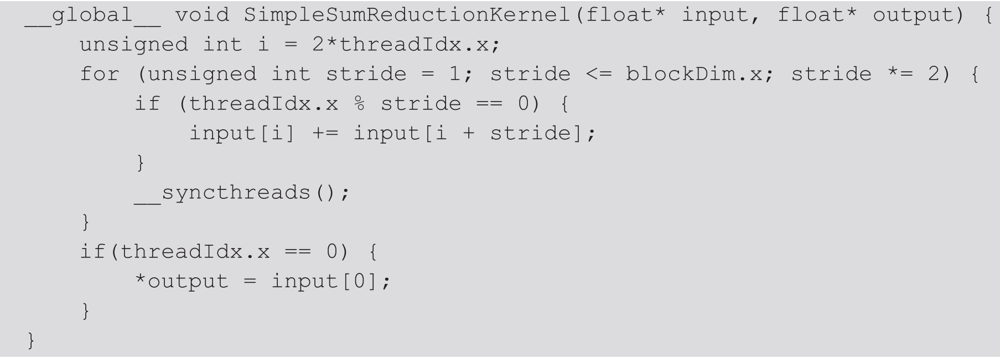 __global__ void SimpleSumReductionKernel(float* input, float* output) {
    unsigned int i = 2*threadIdx.x;
    for (unsigned int stride = 1; stride <= blockDim.x; stride *= 2) {
        if (threadIdx.x % stride == 0) {
            input[i] += input[i + stride];
        }
        __syncthreads();
    }
    if(threadIdx.x == 0) {
        *output = input[0];
    }
}